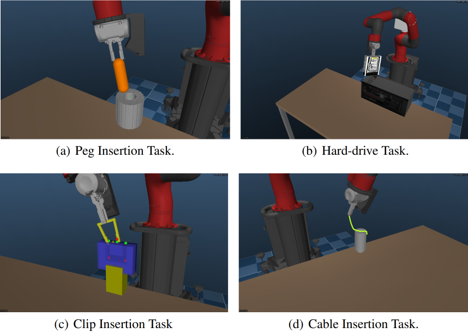 (a) Peg Insertion Task.
(b) Hard-drive Task.
(c) Clip Insertion Task
(d) Cable Insertion Task.